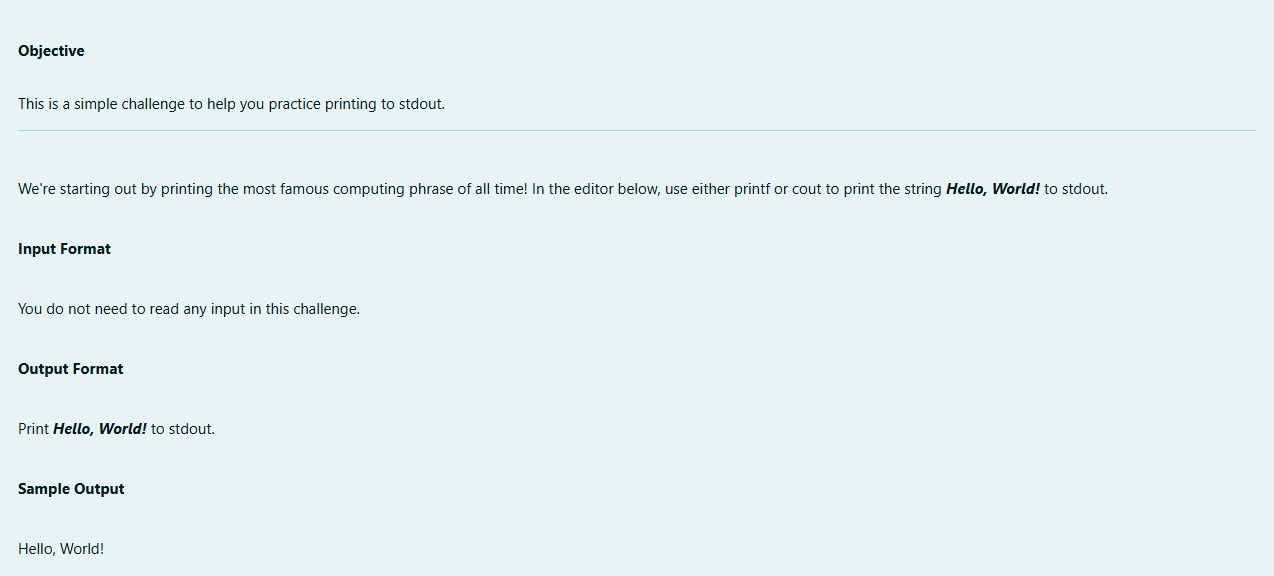 Objective
This is a simple challenge to help you practice printing to stdout.
We're starting out by printing the most famous computing phrase of all time! In the editor below, use either printf or cout to print the string Hello, World! to stdout.
Input Format
You do not need to read any input in this challenge.
Output Format
Print Hello, World! to stdout.
Sample Output
Hello, World!